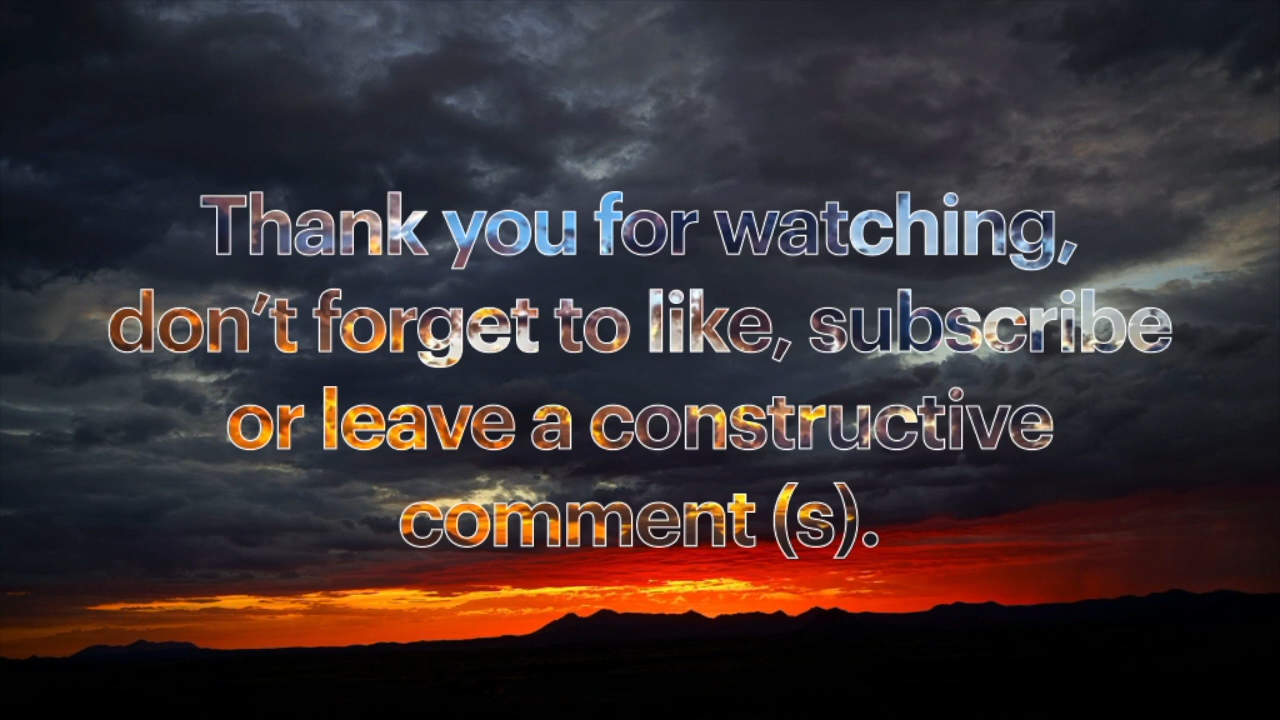 Thank you for watching,
don’t forget to like, subscribe
or leave a constructive
comment (s).